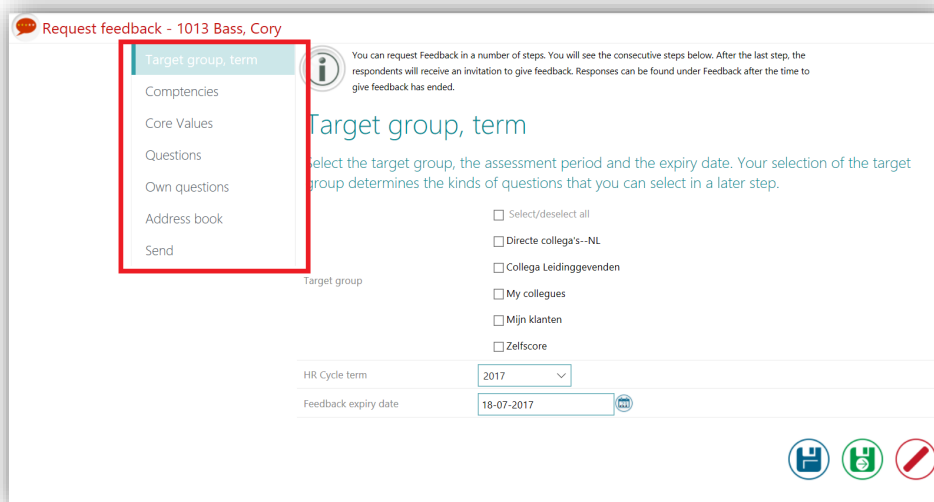 Request feedback - 1013 Bass, Cory
Target group, term
Comptencies
Core Values
Questions
Own questions
Address book
Send
You can request Feedback in a number of steps. You will see the consecutive steps below. After the last step, the
respondents will receive an invitation to give feedback. Responses can be found under Feedback after the time to
give feedback has ended.
Target group, term
Select the target group, the assessment period and the expiry date. Your selection of the target
group determines the kinds of questions that you can select in a later step.
Target group
Select/deselect all
Directe collega's--NL
Collega Leidinggevenden
My collegues
Mijn klanten
Zelfscore
HR Cycle term
2017
Feedback expiry date
18-07-2017